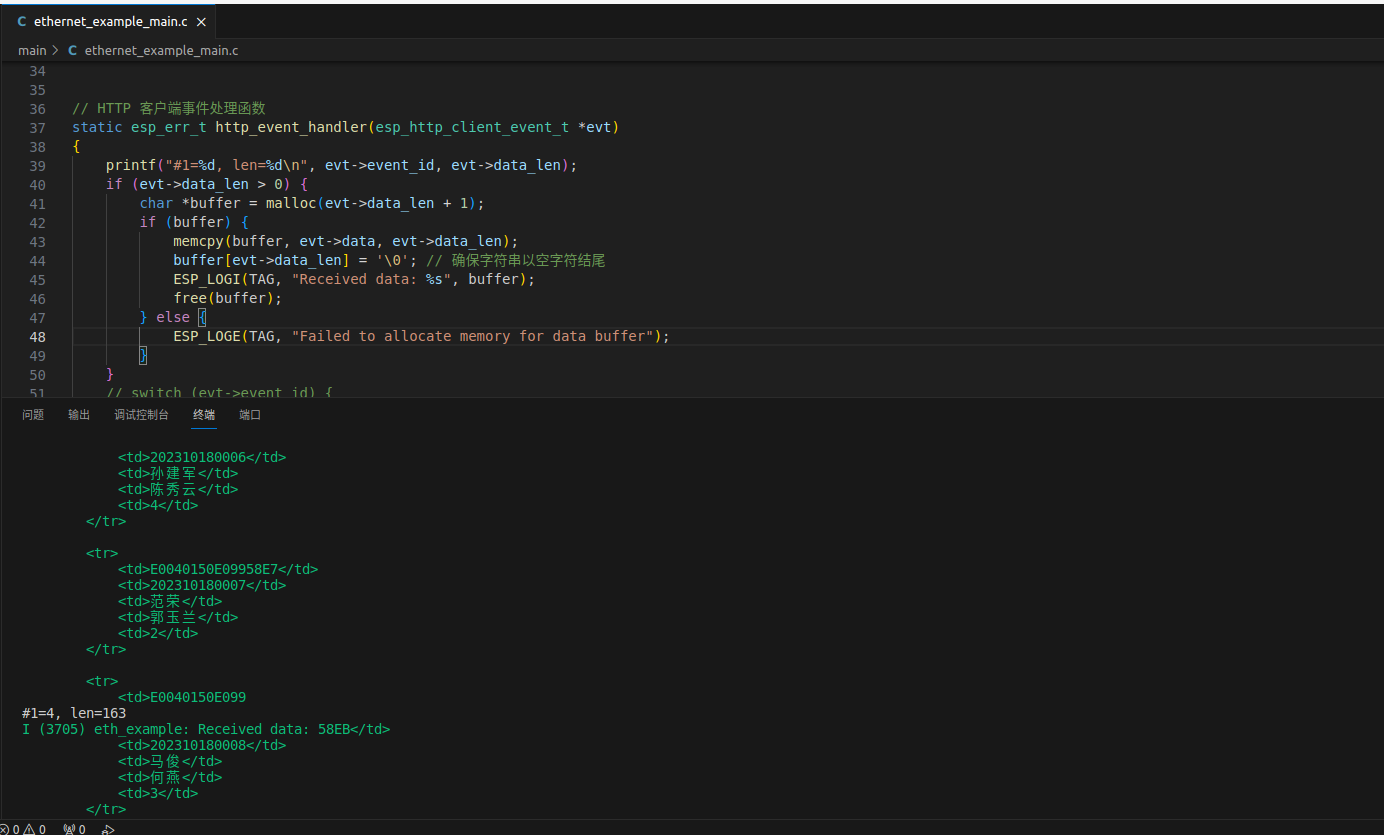 C ethernet_example_main.c ×
main > C ethernet_example_main.c
34
35
36 // HTTP 客户端事件处理函数
37 static esp_err_t http_event_handler(esp_http_client_event_t *evt)
38 {
39 printf("#1=%d, len=%d\n", evt->event_id, evt->data_len);
40 if (evt->data_len > 0) {
41 char *buffer = malloc(evt->data_len + 1);
42 if (buffer) {
43 memcpy(buffer, evt->data, evt->data_len);
44 buffer[evt->data_len] = '\0'; // 确保字符串以空字符结尾
45 ESP_LOGI(TAG, "Received data: %s", buffer);
46 free(buffer);
47 } else {
48 ESP_LOGE(TAG, "Failed to allocate memory for data buffer");
49 }
50 }
51 // switch (evt->event_id) {
问题 输出 调试控制台 终端 端口
<td>202310180006</td>
<td>孙建军</td>
<td>陈秀云</td>
<td>4</td>
</tr>
<tr>
<td>E0040150E09958E7</td>
<td>202310180007</td>
<td>范荣</td>
<td>郭玉兰</td>
<td>2</td>
</tr>
<tr>
<td>E0040150E099
#1=4, len=163
I (3705) eth_example: Received data: 58EB</td>
<td>202310180008</td>
<td>马俊</td>
<td>何燕</td>
<td>3</td>
</tr>
0 0 0